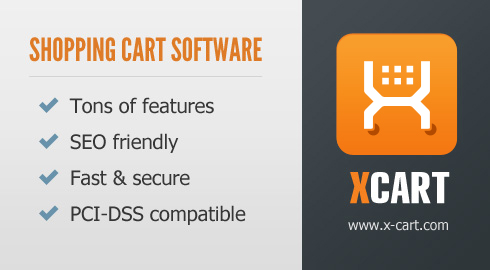 SHOPPING CART SOFTWARE
Tons of features
SEO friendly
Fast & secure
PCI-DSS compatible
XCART
www.x-cart.com